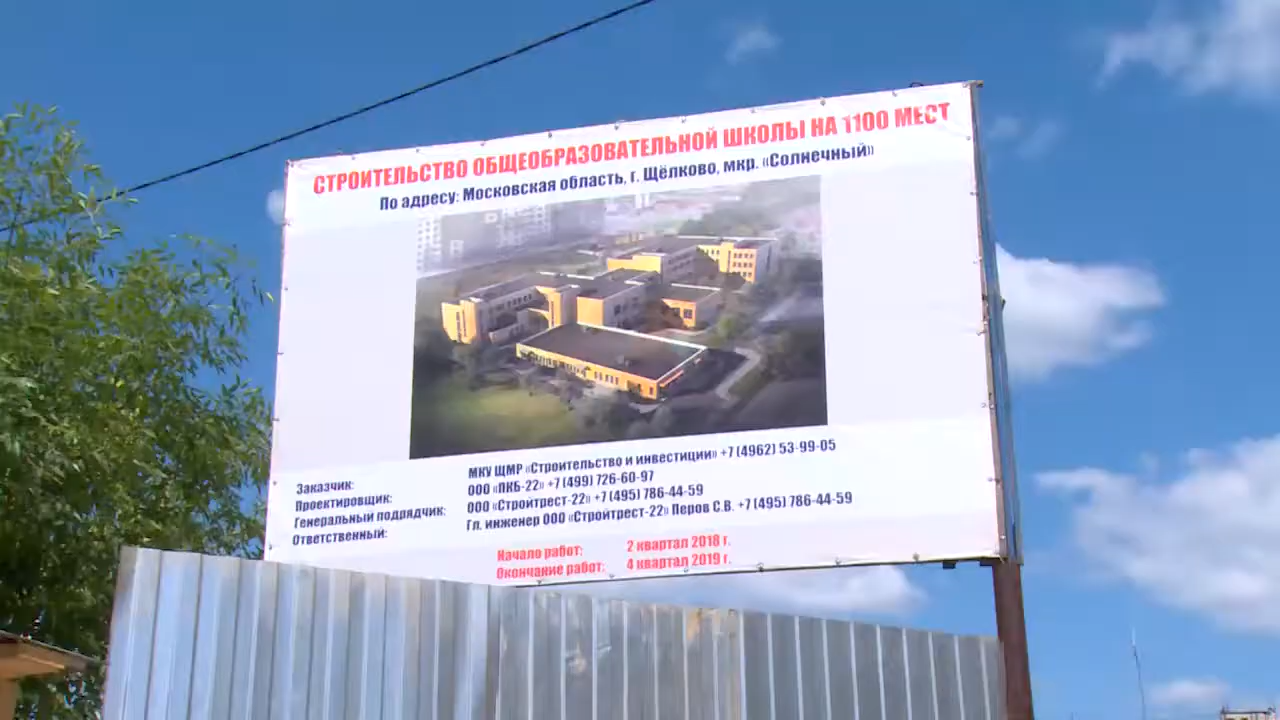 СТРОИТЕЛЬСТВО ОБЩЕОБРАЗОВАТЕЛЬНОЙ ШКОЛЫ НА 1100 МЕСТ
По адресу: Московская область, г. Щёлково, мкр. «Солнечный»
Заказчик: МКУ ЩМР «Строительство и инвестиции» +7 (4962) 53-99-05
Проектировщик: ООО «ПКБ-22» +7 (499) 726-60-97
Генеральный подрядчик: ООО «Стройтрест-22» +7 (495) 786-44-59
Ответственный: Гл. инженер ООО «Стройтрест-22» Перов С.В. +7 (495) 786-44-59
Начало работ: 2 квартал 2018 г.
Окончание работ: 4 квартал 2019 г.